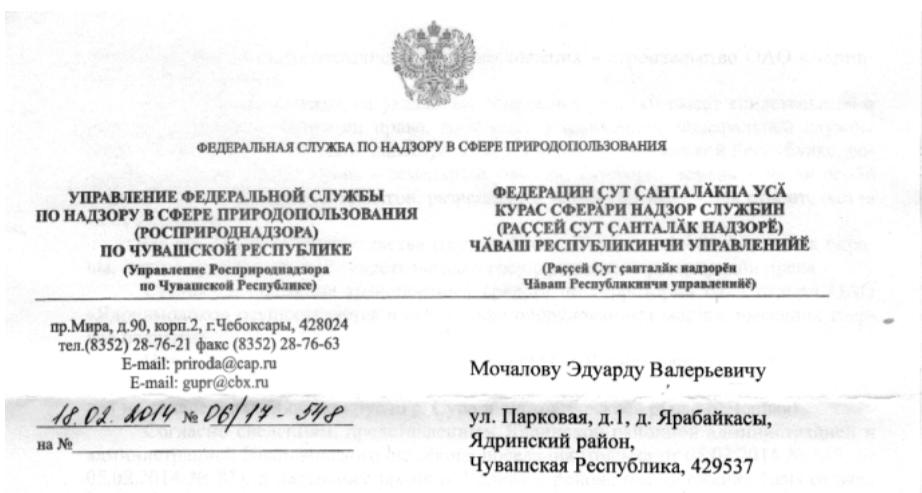 ФЕДЕРАЛЬНАЯ СЛУЖБА ПО НАДЗОРУ В СФЕРЕ ПРИРОДОПОЛЬЗОВАНИЯ
УПРАВЛЕНИЕ ФЕДЕРАЛЬНОЙ СЛУЖБЫ
ПО НАДЗОРУ В СФЕРЕ ПРИРОДОПОЛЬЗОВАНИЯ
(РОСПРИРОДНАДЗОРА)
ПО ЧУВАШСКОЙ РЕСПУБЛИКЕ
(Управление Росприроднадзора
по Чувашской Республике)
пр.Мира, д.90, корп.2, г.Чебоксары, 428024
тел.(8352) 28-76-21 факс (8352) 28-76-63
E-mail: priroda@cap.ru
E-mail: gupr@cbx.ru
18.02.2014 № 06/17-548
на №
ФЕДЕРАЦИН ÇУТ ÇАНТАЛĂКПА УСĂ
КУРАС СФЕРĂРИ НАДЗОР СЛУЖБИН
(РАÇÇЕЙ ÇУТ ÇАНТАЛĂК НАДЗОРĔ)
ЧĂВАШ РЕСПУБЛИКИНЧИ УПРАВЛЕНИЙĔ
(Раççей Çут çанталăк надзорĕн
Чăваш Республикинчи управленийĕ)
Мочалову Эдуарду Валерьевичу
ул. Парковая, д.1, д. Ярабайкасы,
Ядринский район,
Чувашская Республика, 429537